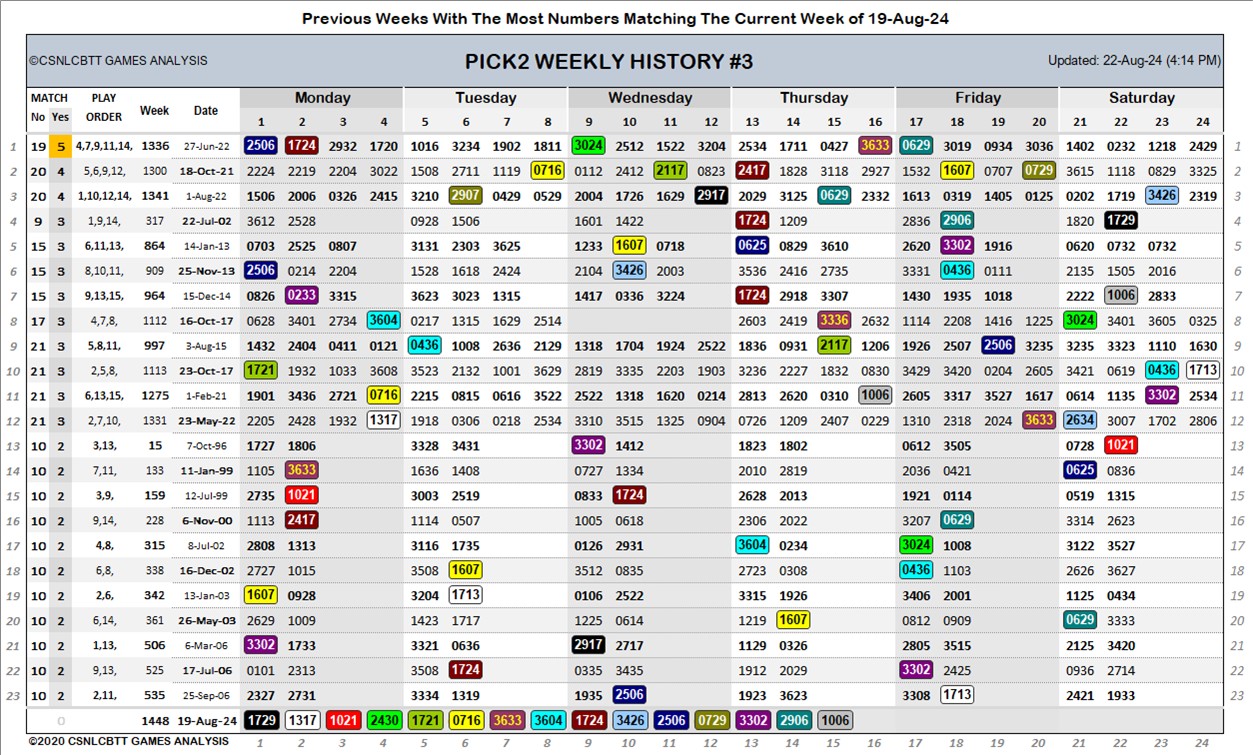 Previous Weeks With The Most Numbers Matching The Current Week of 19-Aug-24
©CSNLCBTT GAMES ANALYSIS PICK2 WEEKLY HISTORY #3 Updated: 22-Aug-24 (4:14 PM)
MATCH PLAY Week Date Monday Tuesday Wednesday Thursday Friday Saturday
No Yes ORDER 1 2 3 4 5 6 7 8 9 10 11 12 13 14 15 16 17 18 19 20 21 22 23 24
1 19 5 4,7,9,11,14, 1336 27-Jun-22 2506 1724 2932 1720 1016 3234 1902 1811 3024 2512 1522 3204 2534 1711 0427 3633 0629 3019 0934 3036 1402 0232 1218 2429 1
2 20 4 5,6,9,12, 1300 18-Oct-21 2224 2219 2204 3022 1508 2711 1119 0716 0112 2412 2117 0823 2417 1828 3118 2927 1532 1607 0707 0729 3615 1118 0829 3325 2
3 20 4 1,10,12,14, 1341 1-Aug-22 1506 2006 0326 2415 3210 2907 0429 0529 2004 1726 1629 2917 2029 3125 0629 2332 1613 0319 1405 0125 0202 1719 3426 2319 3
4 9 3 1,9,14, 317 22-Jul-02 3612 2528 0928 1506 1601 1422 1724 1209 2836 2906 1820 1729 4
5 15 3 6,11,13, 864 14-Jan-13 0703 2525 0807 3131 2303 3625 1233 1607 0718 0625 0829 3610 2620 3302 1916 0620 0732 0732 5
6 15 3 8,10,11, 909 25-Nov-13 2506 0214 2204 1528 1618 2424 2104 3426 2003 3536 2416 2735 3331 0436 0111 2135 1505 2016 6
7 15 3 9,13,15, 964 15-Dec-14 0826 0233 3315 3623 3023 1315 1417 0336 3224 1724 2918 3307 1430 1935 1018 2222 1006 2833 7
8 17 3 4,7,8, 1112 16-Oct-17 0628 3401 2734 3604 0217 1315 1629 2514 2603 2419 3336 2632 1114 2208 1416 1225 3024 3401 3605 0325 8
9 21 3 5,8,11, 997 3-Aug-15 1432 2404 0411 0121 0436 1008 2636 2129 1318 1704 1924 2522 1836 0931 2117 1206 1926 2507 2506 3235 3235 3323 1110 1630 9
10 21 3 2,5,8, 1113 23-Oct-17 1721 1932 1033 3608 3523 2132 1001 3629 2819 3335 2203 1903 3236 2227 1832 0830 3429 3420 0204 2605 3421 0619 0436 1713 10
11 21 3 6,13,15, 1275 1-Feb-21 1901 3436 2721 0716 2215 1907 0616 3522 2522 1318 1620 0214 2813 2620 0310 1006 2605 3317 3527 1617 0614 1135 3302 2534 11
12 21 3 2,7,10, 1331 23-May-22 2205 2428 1932 1317 1918 0306 0218 2534 3310 3515 1325 0904 0726 1209 2407 0229 1310 2318 2024 3633 2634 3007 1702 2806 12
13 10 2 3,13, 15 7-Oct-96 1727 1806 3328 3431 3302 1412 1823 1802 0612 3505 0728 1021 13
14 10 2 7,11, 133 11-Jan-99 1105 3633 1636 1408 0727 1334 2010 2819 2036 0421 0625 0836 14
15 10 2 3,9, 159 12-Jul-99 2735 1021 3003 2519 0833 1724 2628 2013 1921 0114 0519 1315 15
16 10 2 9,14, 228 6-Nov-00 1113 2417 1114 0507 1005 0618 2306 2022 3207 0629 3314 2623 16
17 10 2 4,8, 315 8-Jul-02 2808 1313 3116 1735 0126 2931 3604 0234 3024 1008 3122 3527 17
18 10 2 6,8, 338 16-Dec-02 2727 1015 3508 1607 3512 0835 2723 0308 0436 1103 2626 3627 18
19 10 2 2,6, 342 13-Jan-03 1607 0928 3204 1713 0106 2522 3315 1926 3406 2001 1125 0434 19
20 10 2 6,14, 361 26-May-03 2629 1009 1423 1717 1225 0614 1219 1607 0812 0909 0629 3333 20
21 10 2 1,13, 506 6-Mar-06 3302 1733 3321 0636 2917 2717 1129 0326 2805 3515 2125 3420 21
22 10 2 9,13, 525 17-Jul-06 0101 2313 3508 1724 0335 3435 1912 2029 3302 2425 0936 2714 22
23 10 2 2,11, 535 25-Sep-06 2327 2731 3334 1319 1935 2506 1923 3623 3308 1713 2421 1933 23
0 1448 19-Aug-24 1729 1317 1021 2430 1721 0716 3633 3604 1724 3426 2506 0729 3302 2906 1006
©2020 CSNLCBTT GAMES ANALYSIS 1 2 3 4 5 6 7 8 9 10 11 12 13 14 15 16 17 18 19 20 21 22 23 24